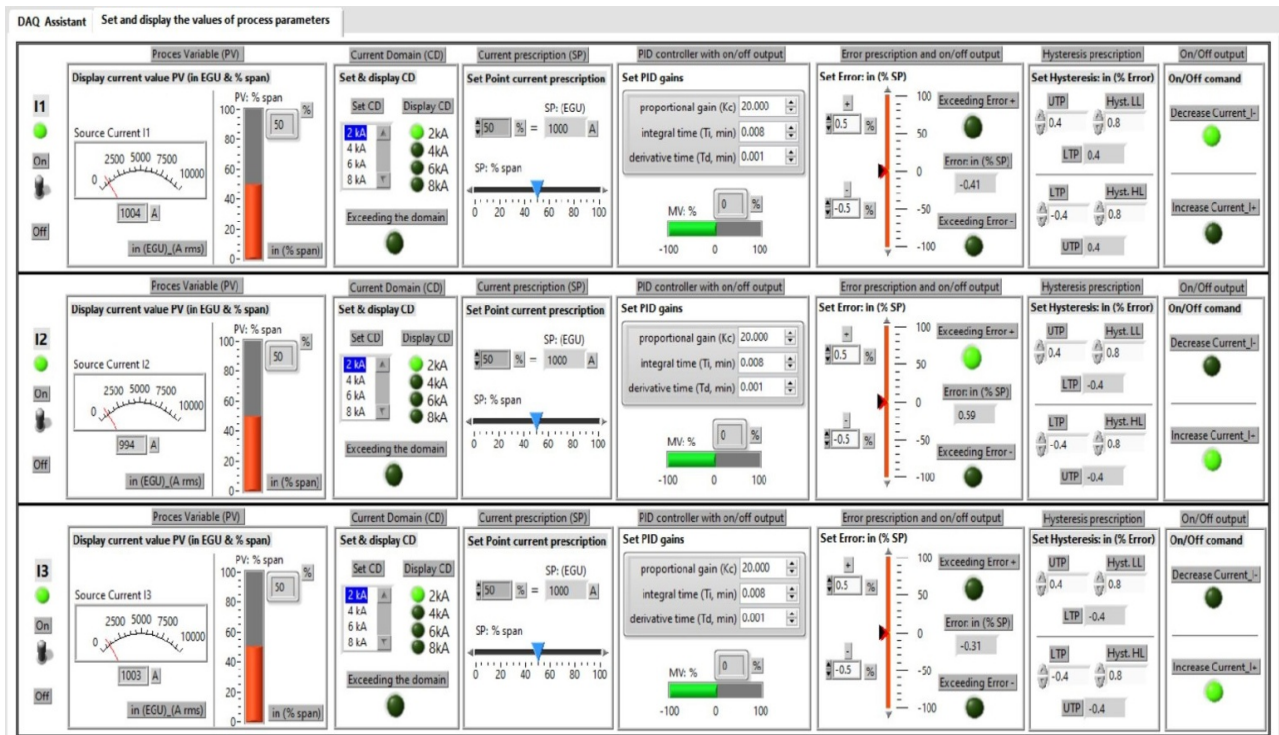 DAQ Assistant
Set and display the values of process parameters
Proces Variable (PV)
Current Domain (CD)
Current prescription (SP)
PID controller with on/off output
Error prescription and on/off output
Hysteresis prescription
On/Off output
I1
On
Off
Display current value PV (in EGU & % span)
PV: % span
50 %
Source Current I1
0 2500 5000 7500 10000
1004 A
in (EGU)_(A rms)
100-
80-
60-
40-
20-
0-
in (% span)
Set & display CD
Set CD
Display CD
2 kA
4 kA
6 kA
8 kA
2kA
4kA
6kA
8kA
Exceeding the domain
Set Point current prescription
SP: (EGU)
50 % = 1000 A
SP: % span
0 20 40 60 80 100
Set PID gains
proportional gain (Kc) 20.000
integral time (Ti, min) 0.008
derivative time (Td, min) 0.001
MV: %
0 %
-100 0 100
Set Error: in (% SP)
+
0.5 %
-
-0.5 %
100
50
0
-50
-100
Exceeding Error+
Error: in (% SP)
-0.41
Exceeding Error-
Set Hysteresis: in (% Error)
UTP
Hyst. LL
0.4
0.8
LTP 0.4
LTP
Hyst. HL
-0.4
0.8
UTP 0.4
On/Off comand
Decrease Current_I-
Increase Current_I+
Proces Variable (PV)
Current Domain (CD)
Current prescription (SP)
PID controller with on/off output
Error prescription and on/off output
Hysteresis prescription
On/Off output
I2
On
Off
Display current value PV (in EGU & % span)
PV: % span
50 %
Source Current I2
0 2500 5000 7500 10000
994 A
in (EGU)_(A rms)
100-
80-
60-
40-
20-
0-
in (% span)
Set & display CD
Set CD
Display CD
2 kA
4 kA
6 kA
8 kA
2kA
4kA
6kA
8kA
Exceeding the domain
Set Point current prescription
SP: (EGU)
50 % = 1000 A
SP: % span
0 20 40 60 80 100
Set PID gains
proportional gain (Kc) 20.000
integral time (Ti, min) 0.008
derivative time (Td, min) 0.001
MV: %
0 %
-100 0 100
Set Error: in (% SP)
+
0.5 %
-
-0.5 %
100
50
0
-50
-100
Exceeding Error+
Error: in (% SP)
0.59
Exceeding Error-
Set Hysteresis: in (% Error)
UTP
Hyst. LL
0.4
0.8
LTP -0.4
LTP
Hyst. HL
-0.4
0.8
UTP -0.4
On/Off comand
Decrease Current_I-
Increase Current_I+
Proces Variable (PV)
Current Domain (CD)
Current prescription (SP)
PID controller with on/off output
Error prescription and on/off output
Hysteresis prescription
On/Off output
I3
On
Off
Display current value PV (in EGU & % span)
PV: % span
50 %
Source Current I3
0 2500 5000 7500 10000
1003 A
in (EGU)_(A rms)
100-
80-
60-
40-
20-
0-
in (% span)
Set & display CD
Set CD
Display CD
2 kA
4 kA
6 kA
8 kA
2kA
4kA
6kA
8kA
Exceeding the domain
Set Point current prescription
SP: (EGU)
50 % = 1000 A
SP: % span
0 20 40 60 80 100
Set PID gains
proportional gain (Kc) 20.000
integral time (Ti, min) 0.008
derivative time (Td, min) 0.001
MV: %
0 %
-100 0 100
Set Error: in (% SP)
+
0.5 %
-
-0.5 %
100
50
0
-50
-100
Exceeding Error+
Error: in (% SP)
-0.31
Exceeding Error-
Set Hysteresis: in (% Error)
UTP
Hyst. LL
0.4
0.8
LTP -0.4
LTP
Hyst. HL
-0.4
0.8
UTP -0.4
On/Off comand
Decrease Current_I-
Increase Current_I+